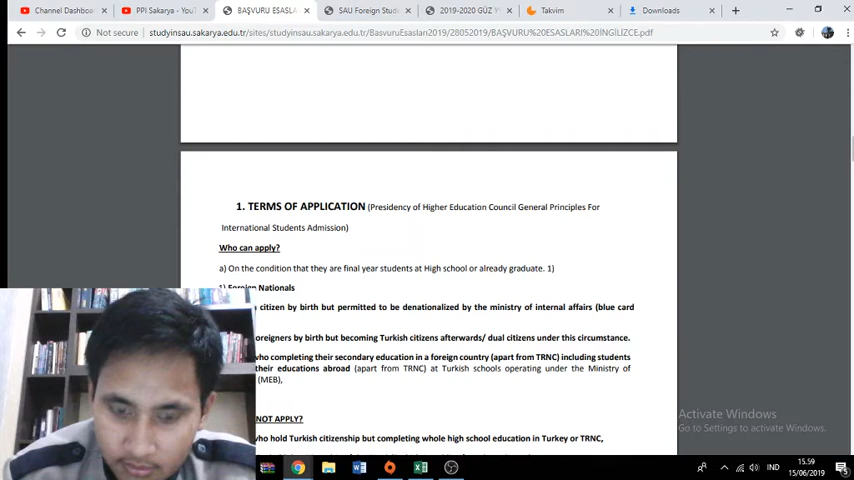 Channel Dashboa
PPI Sakarya - YouT
BAŞVURU ESASLA
SAU Foreign Stude
2019-2020 GÜZ Y
Takvim
Downloads
Not secure
studyinsau.sakarya.edu.tr/sites/studyinsau.sakarya.edu.tr/BasvuruEsasları2019/28052019/BAŞVURU%20ESASLARI%20İNGİLİZCE.pdf
1. TERMS OF APPLICATION (Presidency of Higher Education Council General Principles For
International Students Admission)
Who can apply?
a) On the condition that they are final year students at High school or already graduate. 1)
1) Foreign Nationals
citizen by birth but permitted to be denationalized by the ministry of internal affairs (blue card
oreigners by birth but becoming Turkish citizens afterwards/ dual citizens under this circumstance.
who completing their secondary education in a foreign country (apart from TRNC) including students
their educations abroad (apart from TRNC) at Turkish schools operating under the Ministry of
(MEB),
NOT APPLY?
who hold Turkish citizenship but completing whole high school education in Turkey or TRNC,
Activate Windows
Go to Settings to activate Windows.
IND
15.59
15/06/2019